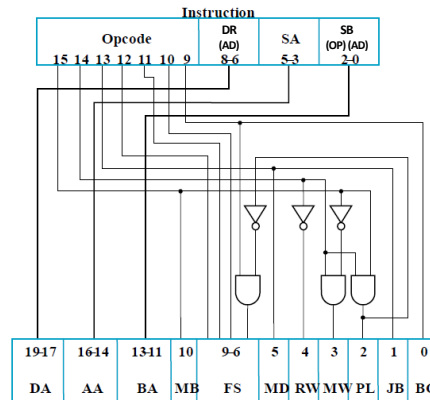 Instruction
Opcode DR (AD) SA SB (OP) (AD)
15 14 13 12 11 10 9 8-6 5-3 2-0
19-17 16-14 13-11 10 9-6 5 4 3 2 1 0
DA AA BA MB FS MD RW MW PL JB BC